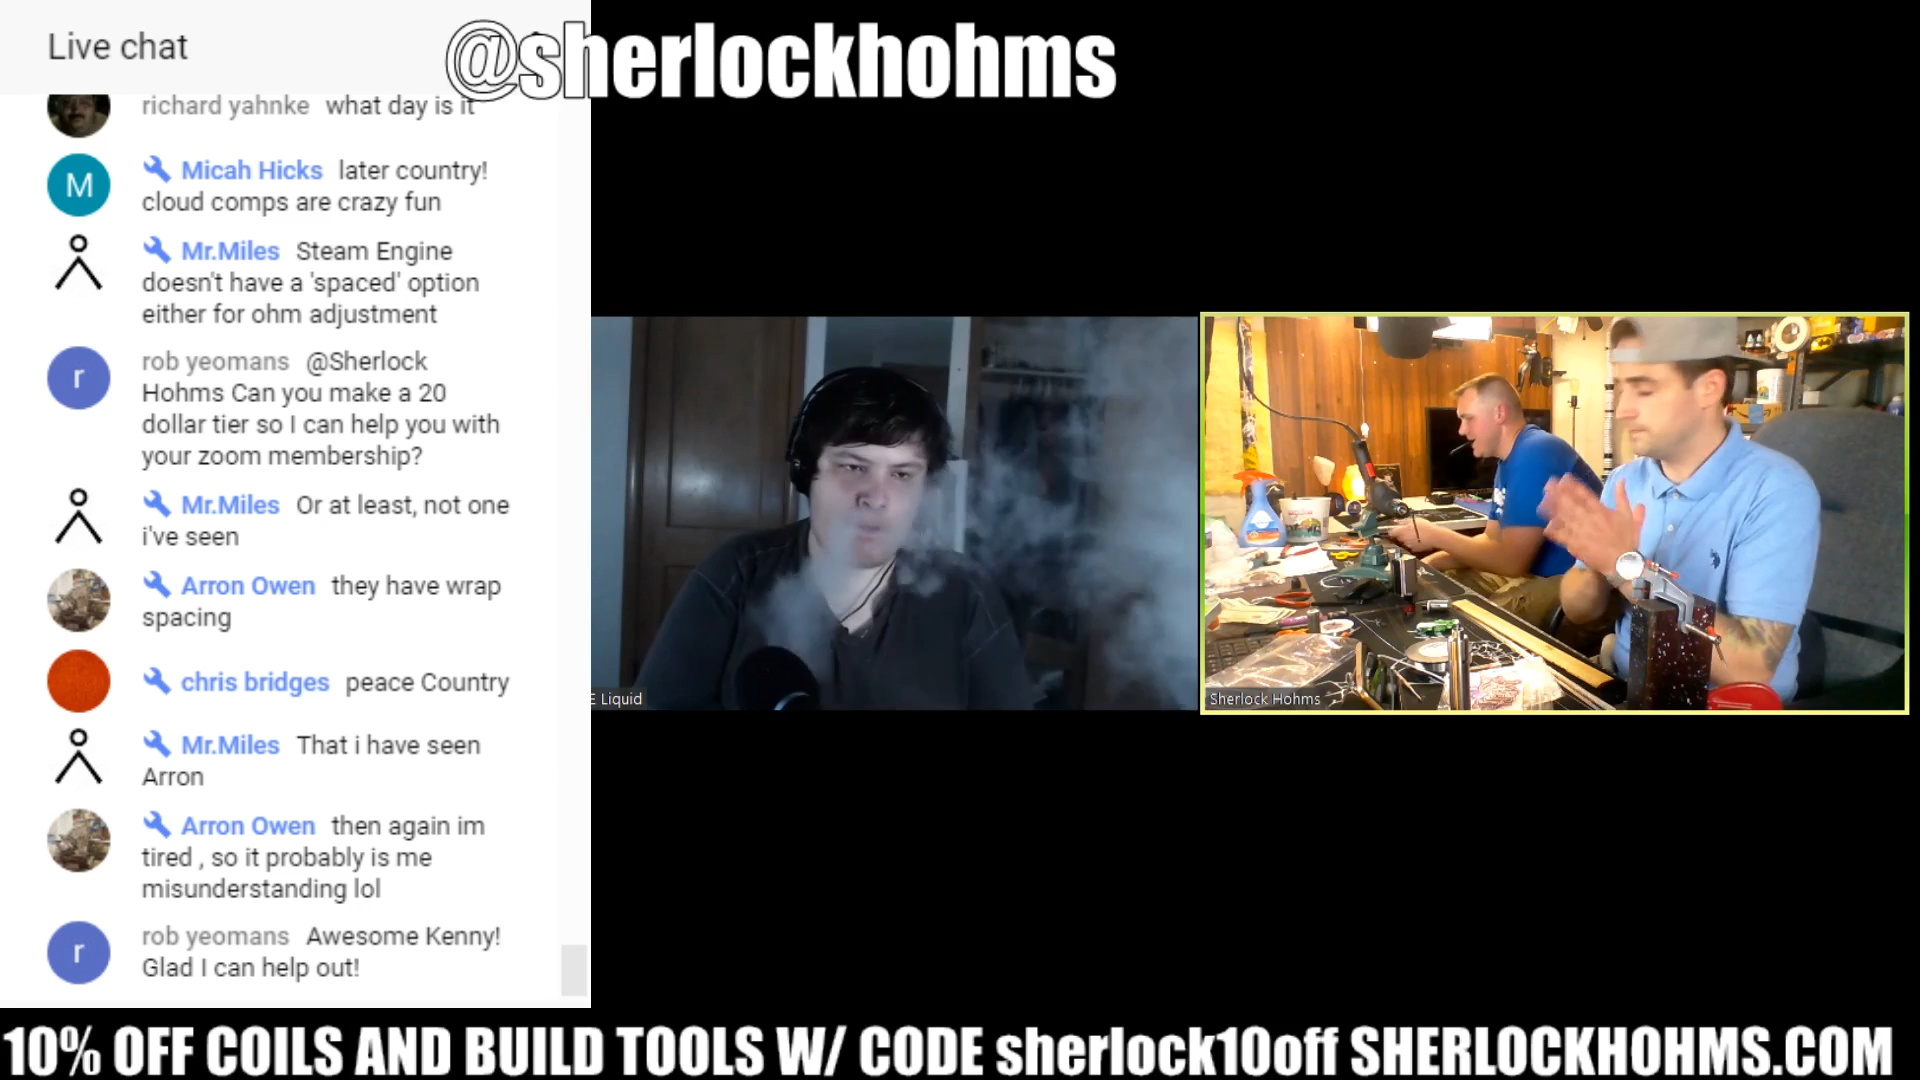 Live chat
@sherlockhohms
richard yahnke what day is it
M
Micah Hicks later country!
cloud comps are crazy fun
Mr.Miles Steam Engine
doesn't have a 'spaced' option
either for ohm adjustment
r
rob yeomans @Sherlock
Hohms Can you make a 20
dollar tier so I can help you with
your zoom membership?
Mr.Miles Or at least, not one
i've seen
Arron Owen they have wrap
spacing
chris bridges peace Country
Mr.Miles That i have seen
Arron
Arron Owen then again im
tired , so it probably is me
misunderstanding lol
r
rob yeomans Awesome Kenny!
Glad I can help out!
E Liquid
Sherlock Hohms
10% OFF COILS AND BUILD TOOLS W/ CODE sherlock10off SHERLOCKHOHMS.COM